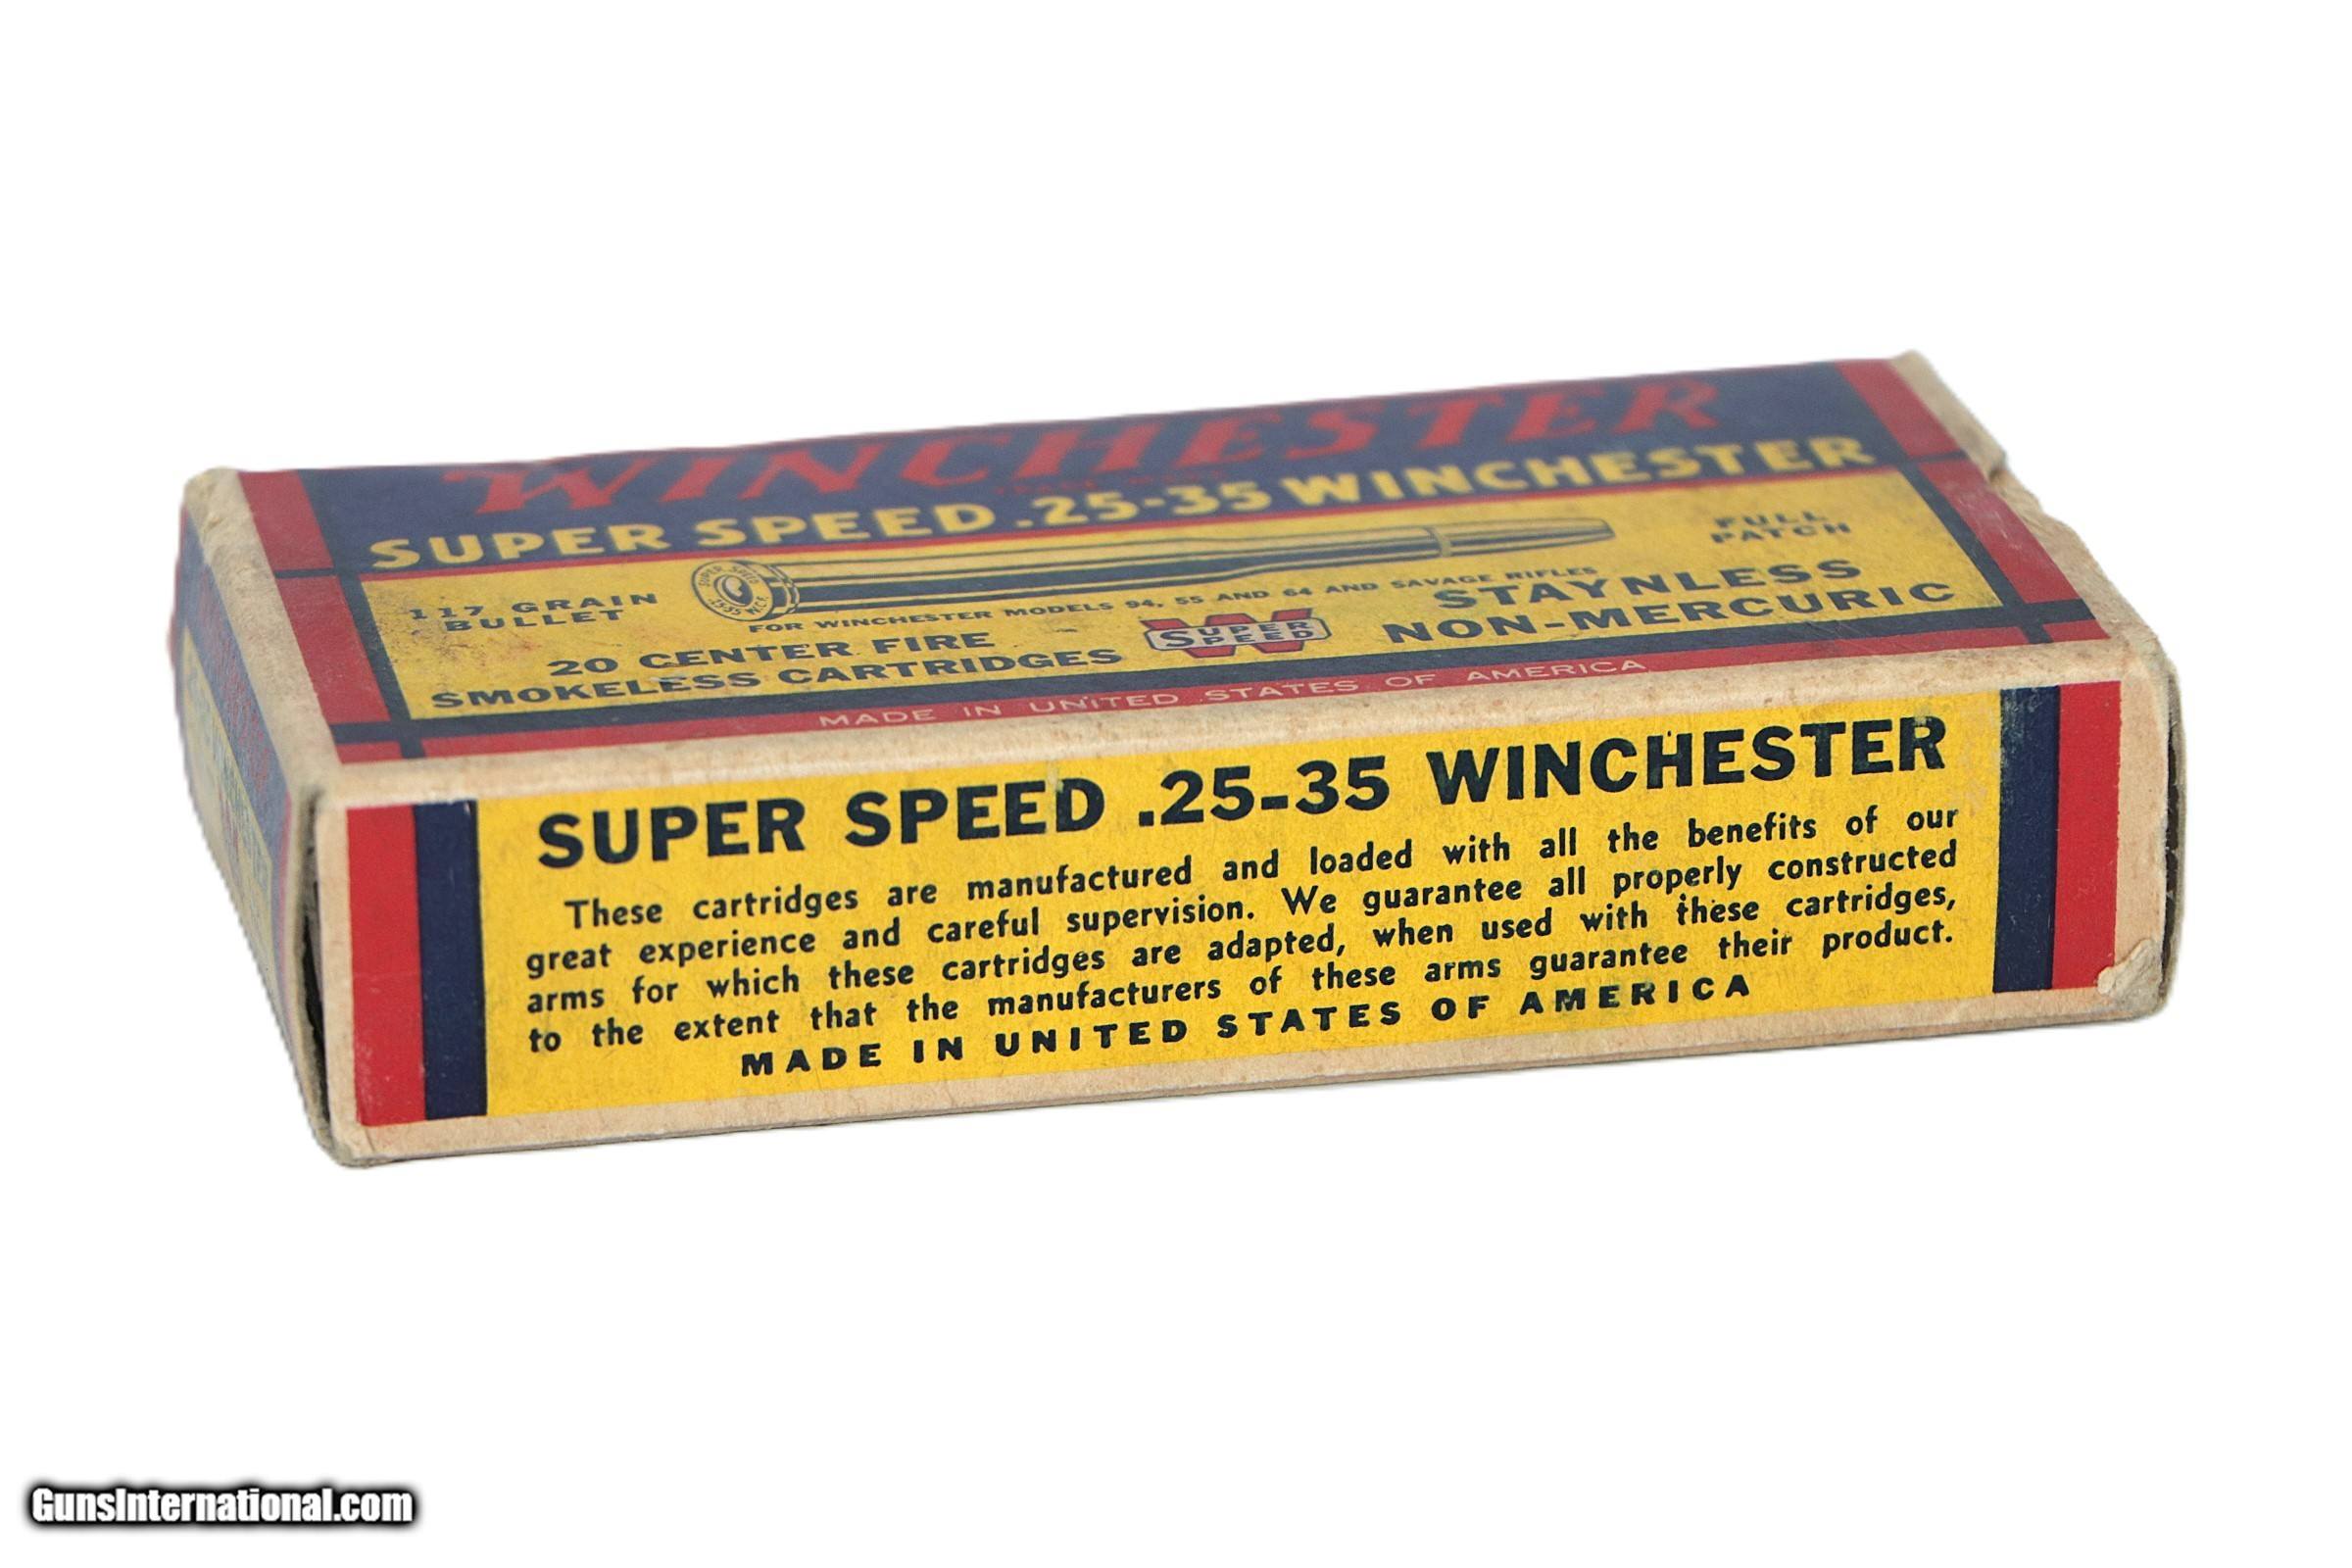 WINCHESTER
SUPER SPEED .25-35 WINCHESTER
117 GRAIN
BULLET
SUPER SPEED
FULL
PATCH
FOR WINCHESTER MODELS 94, 55 AND 64 AND SAVAGE RIFLES
20 CENTER FIRE
SMOKELESS CARTRIDGES
SUPER
SPEED
STAYNLESS
NON-MERCURIC
MADE IN UNITED STATES OF AMERICA
SUPER SPEED .25-35 WINCHESTER
These cartridges are manufactured and loaded with all the benefits of our
great experience and careful supervision. We guarantee all properly constructed
arms for which these cartridges are adapted, when used with these cartridges,
to the extent that the manufacturers of these arms guarantee their product.
MADE IN UNITED STATES OF AMERICA
GunsInternational.com